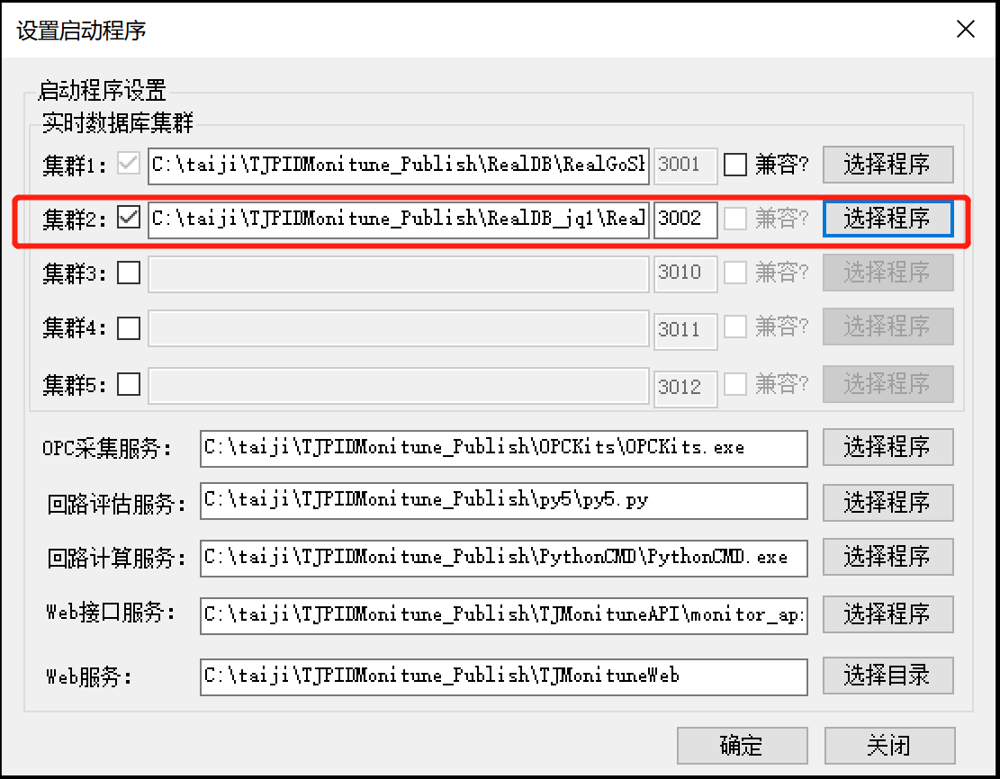 设置启动程序
启动程序设置
实时数据库集群
集群1: C:\taiji\TJPIDMonitune_Publish\RealDB\RealGoSh 3001 兼容? 选择程序
集群2: C:\taiji\TJPIDMonitune_Publish\RealDB_jq1\Real 3002 兼容? 选择程序
集群3: 3010 兼容? 选择程序
集群4: 3011 兼容? 选择程序
集群5: 3012 兼容? 选择程序
OPC采集服务: C:\taiji\TJPIDMonitune_Publish\OPCKits\OPCKits.exe 选择程序
回路评估服务: C:\taiji\TJPIDMonitune_Publish\py5\py5.py 选择程序
回路计算服务: C:\taiji\TJPIDMonitune_Publish\PythonCMD\PythonCMD.exe 选择程序
Web接口服务: C:\taiji\TJPIDMonitune_Publish\TJMonituneAPI\monitor_api 选择程序
Web服务: C:\taiji\TJPIDMonitune_Publish\TJMonituneWeb 选择目录
确定 关闭